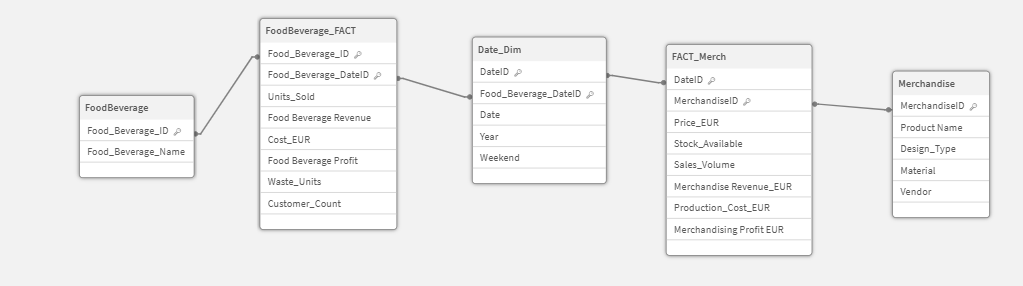 FoodBeverage
Food_Beverage_ID
Food_Beverage_Name
FoodBeverage_FACT
Food_Beverage_ID
Food_Beverage_DateID
Units_Sold
Food Beverage Revenue
Cost_EUR
Food Beverage Profit
Waste_Units
Customer_Count
Date_Dim
DateID
Food_Beverage_DateID
Date
Year
Weekend
FACT_Merch
DateID
MerchandiseID
Price_EUR
Stock_Available
Sales_Volume
Merchandise Revenue_EUR
Production_Cost_EUR
Merchandising Profit EUR
Merchandise
MerchandiseID
Product Name
Design_Type
Material
Vendor